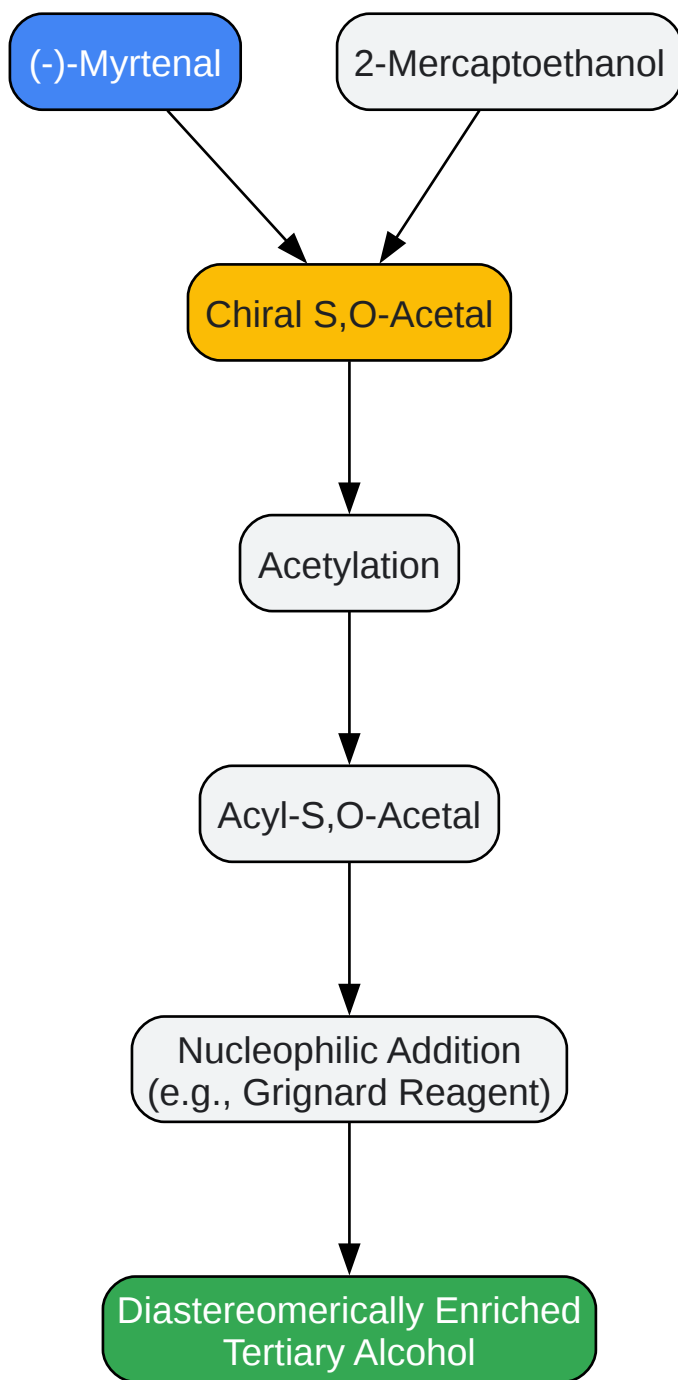 (-)-Myrtenal
2-Mercaptoethanol
Chiral S,O-Acetal
Acetylation
Acyl-S,O-Acetal
Nucleophilic Addition
(e.g., Grignard Reagent)
Diastereomerically Enriched
Tertiary Alcohol